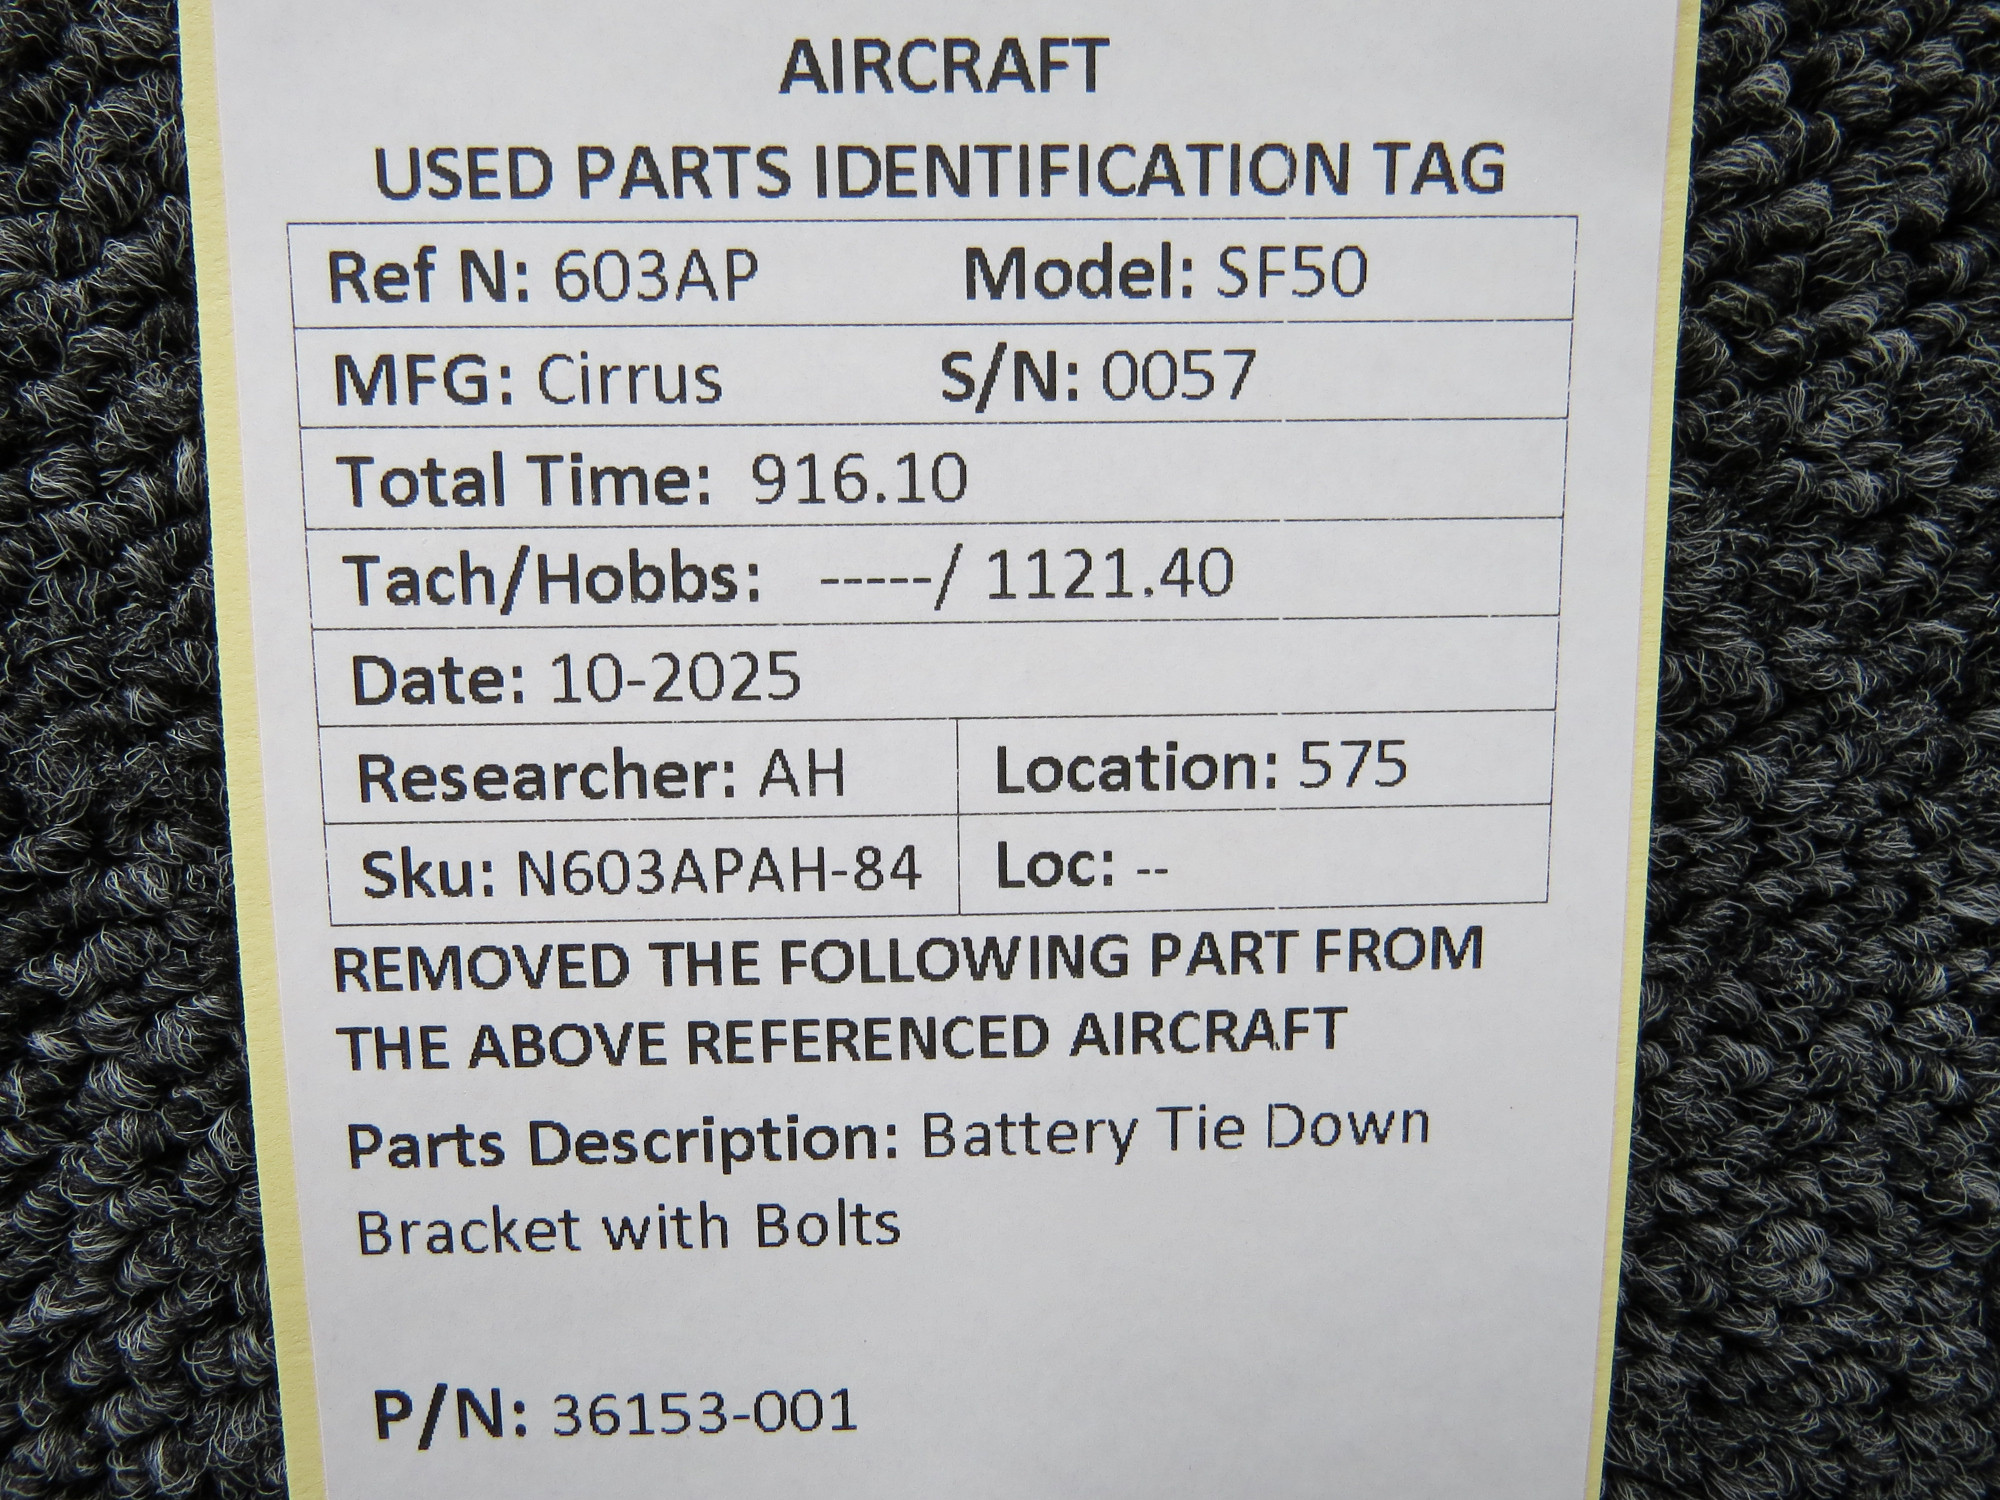 AIRCRAFT
USED PARTS IDENTIFICATION TAG
Ref N: 603AP Model: SF50
MFG: Cirrus S/N: 0057
Total Time: 916.10
Tach/Hobbs: -----/ 1121.40
Date: 10-2025
Researcher: AH Location: 575
Sku: N603APAH-84 Loc: --
REMOVED THE FOLLOWING PART FROM
THE ABOVE REFERENCED AIRCRAFT
Parts Description: Battery Tie Down
Bracket with Bolts
P/N: 36153-001